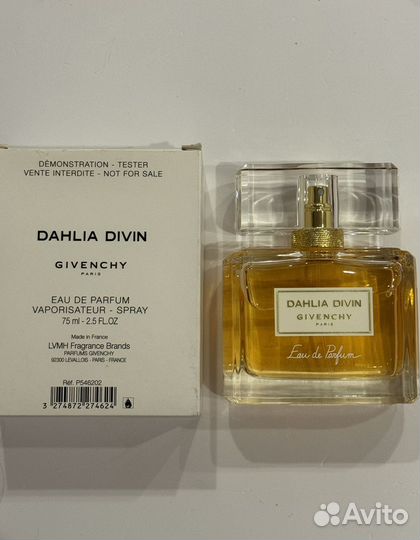 DÉMONSTRATION - TESTER
VENTE INTERDITE - NOT FOR SALE
DAHLIA DIVIN
GIVENCHY
PARIS
EAU DE PARFUM
VAPORISATEUR - SPRAY
75 ml - 2.5 FL.OZ
Made in France
LVMH Fragrance Brands
PARFUMS GIVENCHY
92300 LEVALLOIS - PARIS - FRANCE
Réf. P546202
3 274872 274624
DAHLIA DIVIN
GIVENCHY
PARIS
Eau de Parfum
Avito